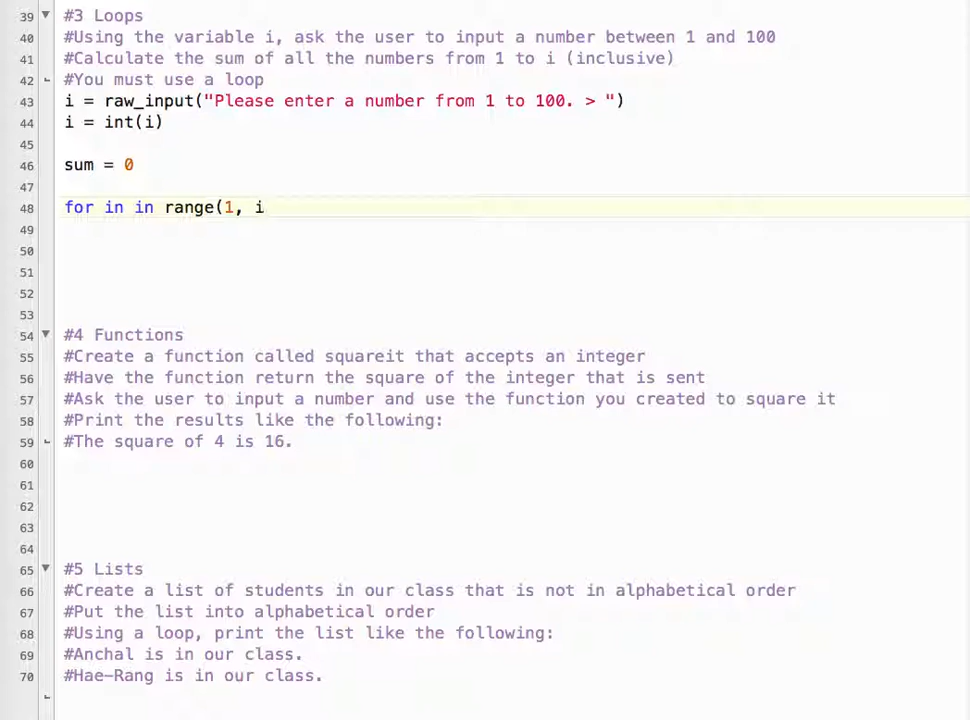 39 #3 Loops
40 #Using the variable i, ask the user to input a number between 1 and 100
41 #Calculate the sum of all the numbers from 1 to i (inclusive)
42 #You must use a loop
43 i = raw_input("Please enter a number from 1 to 100. > ")
44 i = int(i)
45
46 sum = 0
47
48 for in in range(1, i
49
50
51
52
53
54 #4 Functions
55 #Create a function called squareit that accepts an integer
56 #Have the function return the square of the integer that is sent
57 #Ask the user to input a number and use the function you created to square it
58 #Print the results like the following:
59 #The square of 4 is 16.
60
61
62
63
64
65 #5 Lists
66 #Create a list of students in our class that is not in alphabetical order
67 #Put the list into alphabetical order
68 #Using a loop, print the list like the following:
69 #Anchal is in our class.
70 #Hae-Rang is in our class.